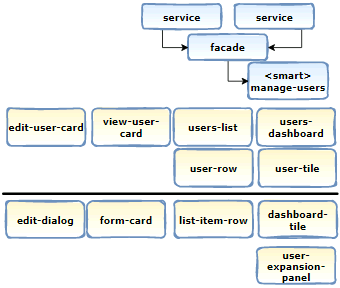 service service
facade
<smart>
manage-users
edit-user-card view-user-
card users-list users-
dashboard
user-row user-tile
edit-dialog form-card list-item-row dashboard-
tile
user-
expansion-
panel